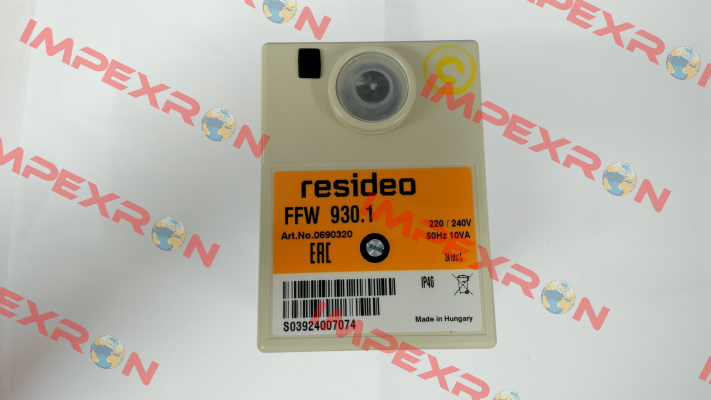 resideo
FFW 930.1
220 / 240V
Art.No.0690320
50Hz 10VA
EAC
IP40
S03924007074
Made in Hungary
IMPEXRON
IMPEXRON
IMPEXRON
IMPEXRON
IMPEXRON
IMPEXRON
IMPEXRON